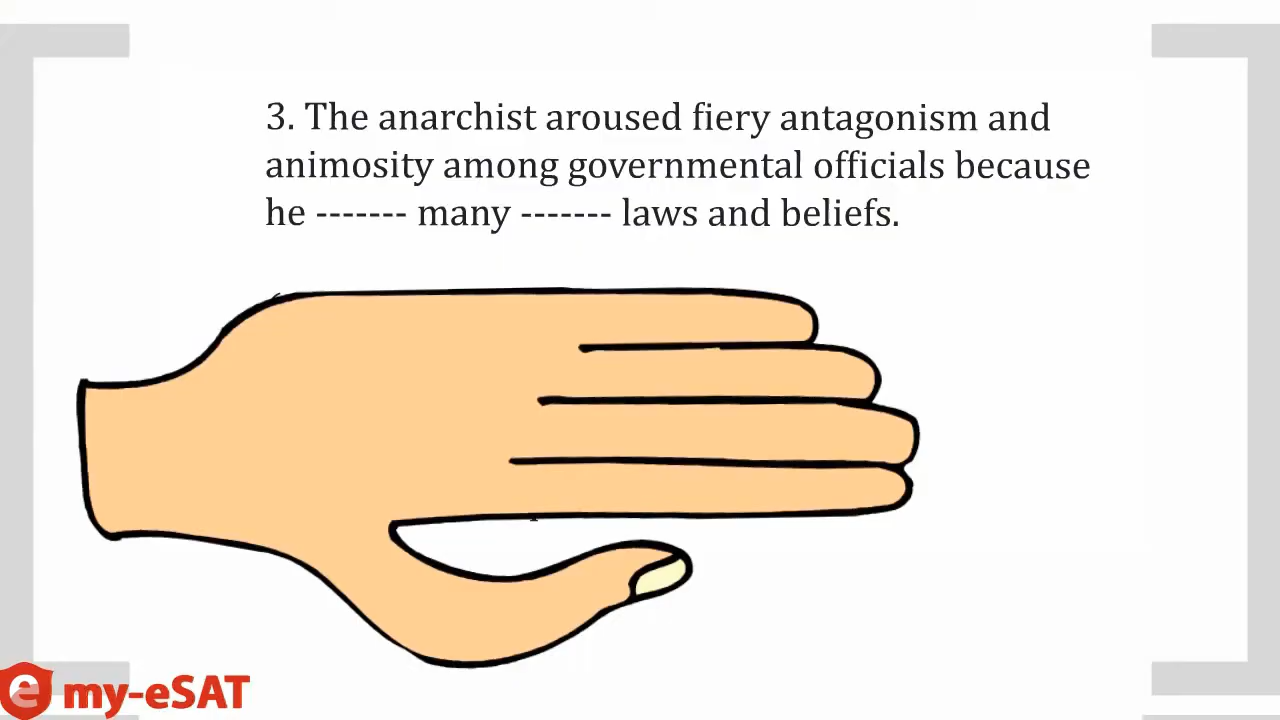 3. The anarchist aroused fiery antagonism and
animosity among governmental officials because
he ------- many ------- laws and beliefs.
e my-eSAT